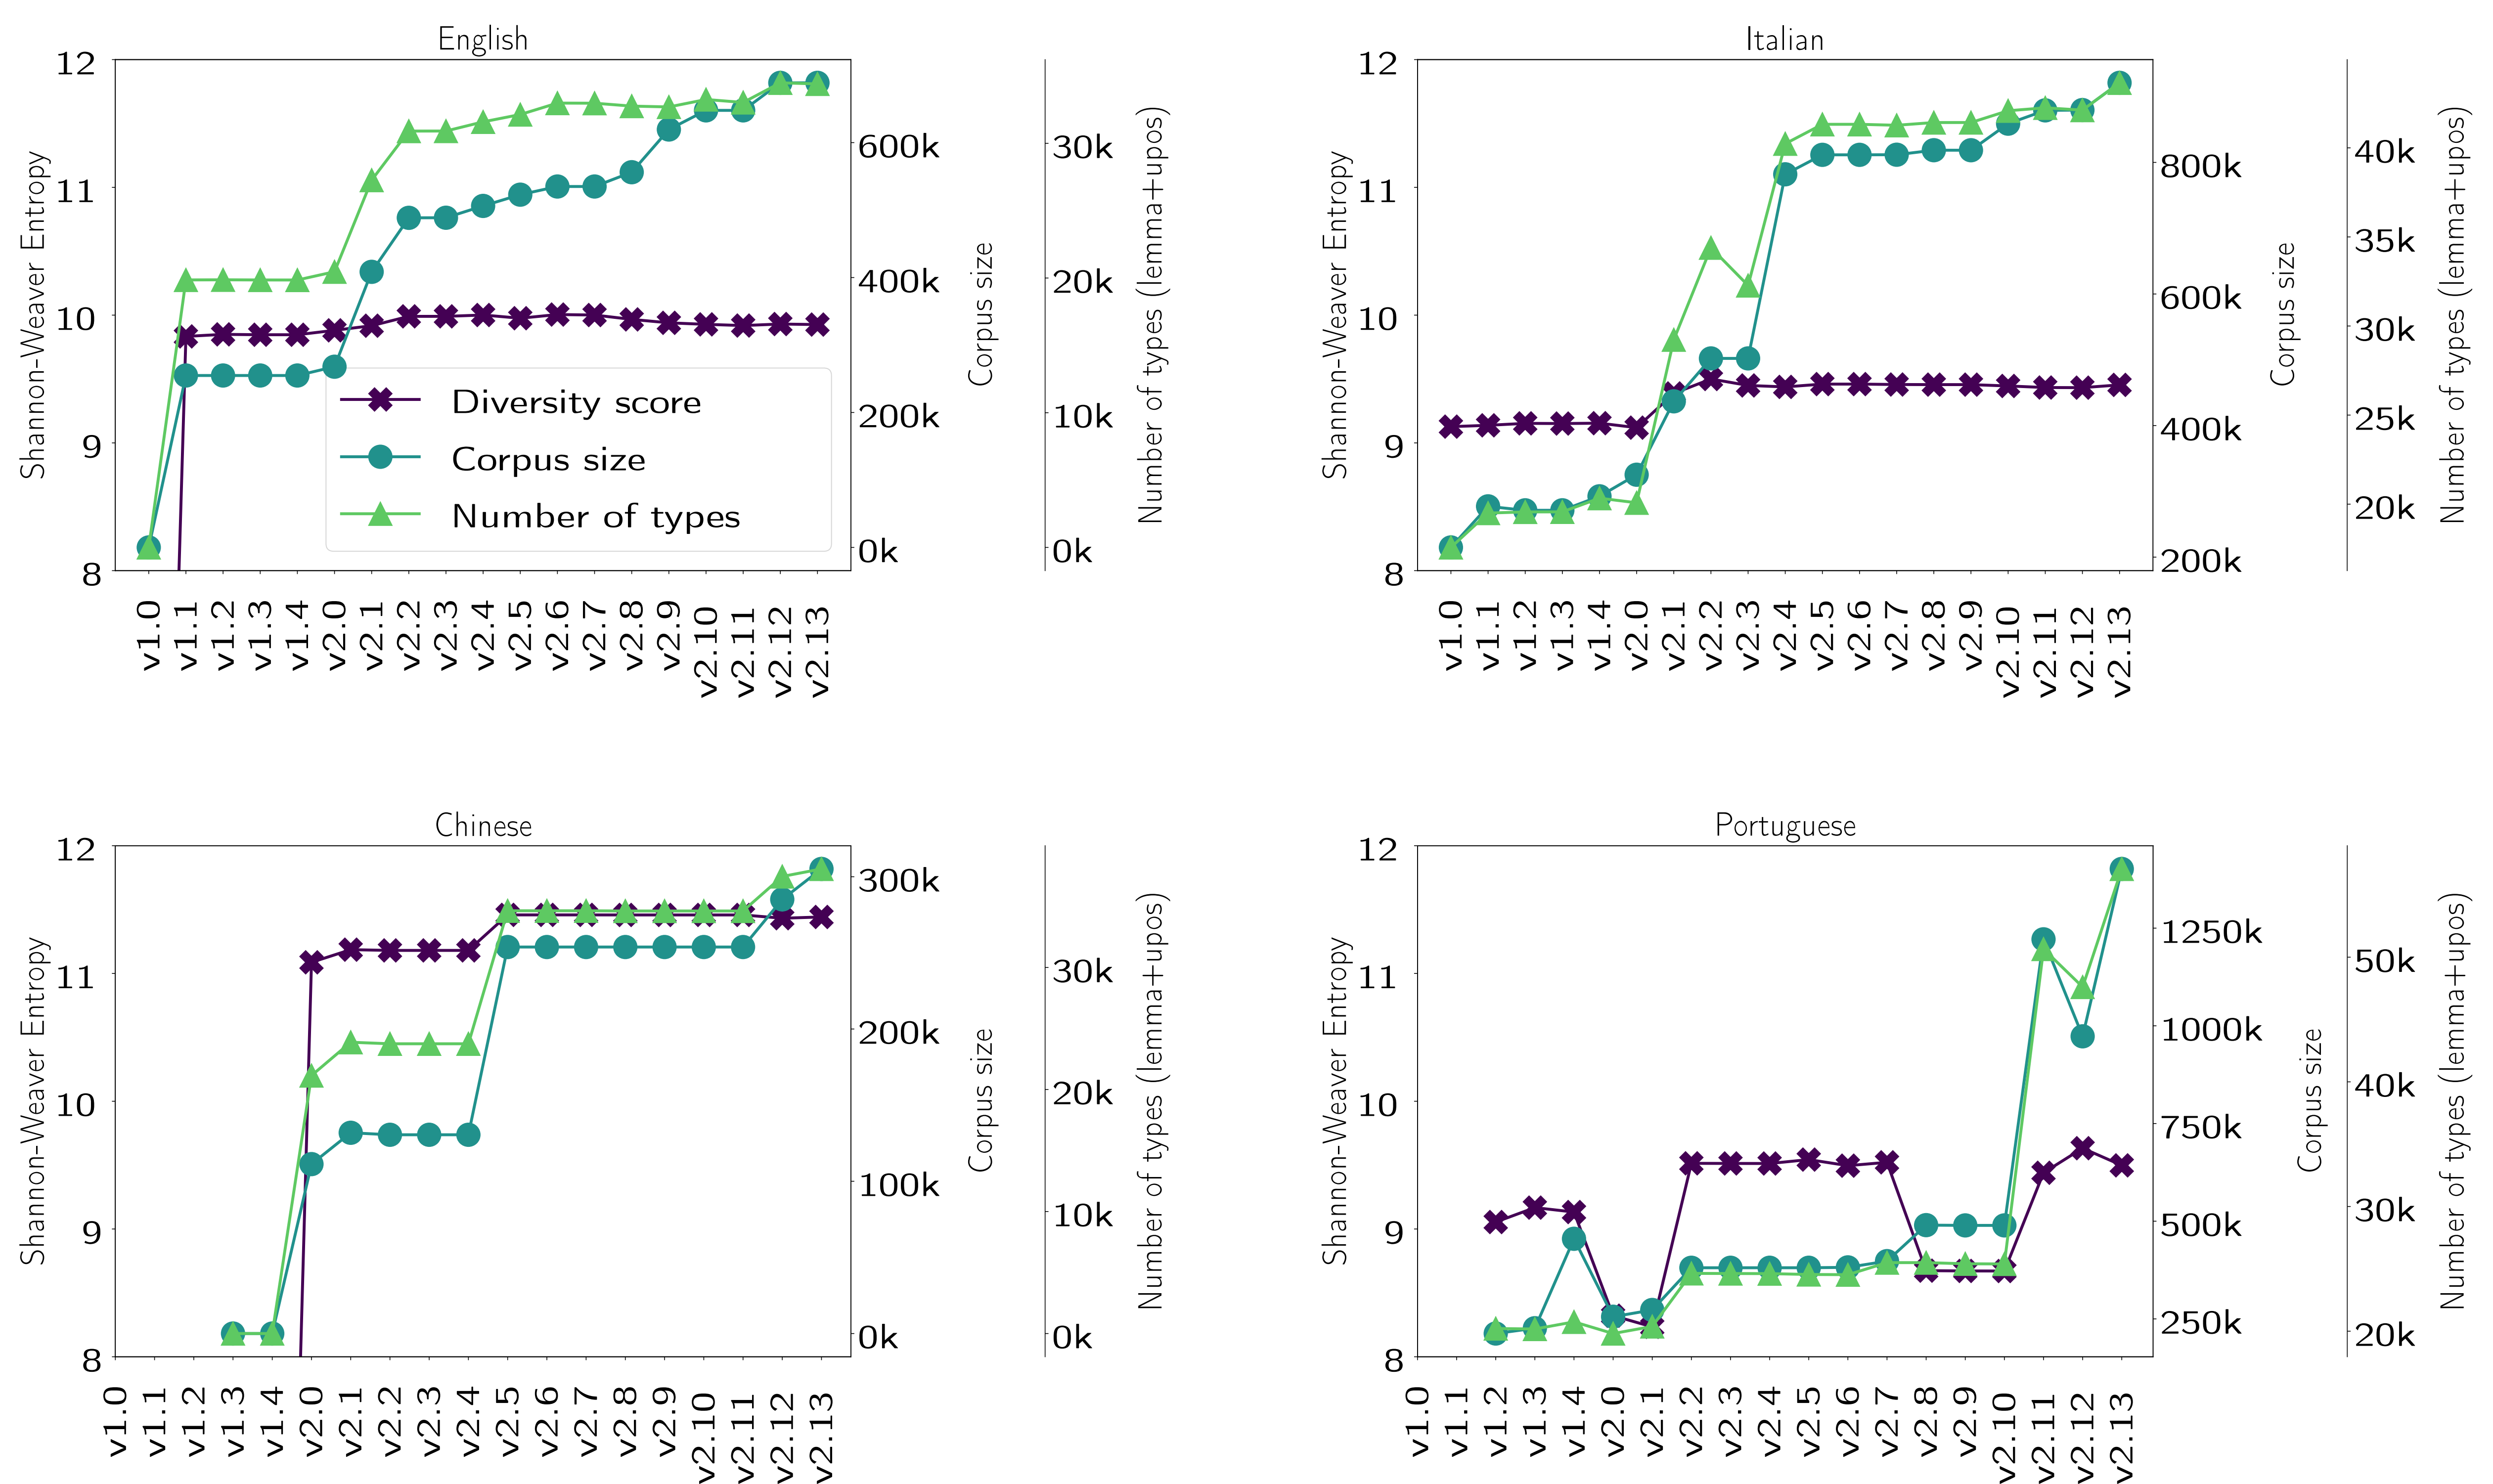 English
Shannon-Weaver Entropy
12
11
10
9
8
Diversity score
Corpus size
Number of types
600k
400k
200k
0k
Corpus size
30k
20k
10k
0k
Number of types (lemma+upos)
v1.0
v1.1
v1.2
v1.3
v1.4
v2.0
v2.1
v2.2
v2.3
v2.4
v2.5
v2.6
v2.7
v2.8
v2.9
v2.10
v2.11
v2.12
v2.13
Italian
Shannon-Weaver Entropy
12
11
10
9
8
800k
600k
400k
200k
Corpus size
40k
35k
30k
25k
20k
Number of types (lemma+upos)
v1.0
v1.1
v1.2
v1.3
v1.4
v2.0
v2.1
v2.2
v2.3
v2.4
v2.5
v2.6
v2.7
v2.8
v2.9
v2.10
v2.11
v2.12
v2.13
Chinese
Shannon-Weaver Entropy
12
11
10
9
8
300k
200k
100k
0k
Corpus size
30k
20k
10k
0k
Number of types (lemma+upos)
v1.0
v1.1
v1.2
v1.3
v1.4
v2.0
v2.1
v2.2
v2.3
v2.4
v2.5
v2.6
v2.7
v2.8
v2.9
v2.10
v2.11
v2.12
v2.13
Portuguese
Shannon-Weaver Entropy
12
11
10
9
8
1250k
1000k
750k
500k
250k
Corpus size
50k
40k
30k
20k
Number of types (lemma+upos)
v1.0
v1.1
v1.2
v1.3
v1.4
v2.0
v2.1
v2.2
v2.3
v2.4
v2.5
v2.6
v2.7
v2.8
v2.9
v2.10
v2.11
v2.12
v2.13